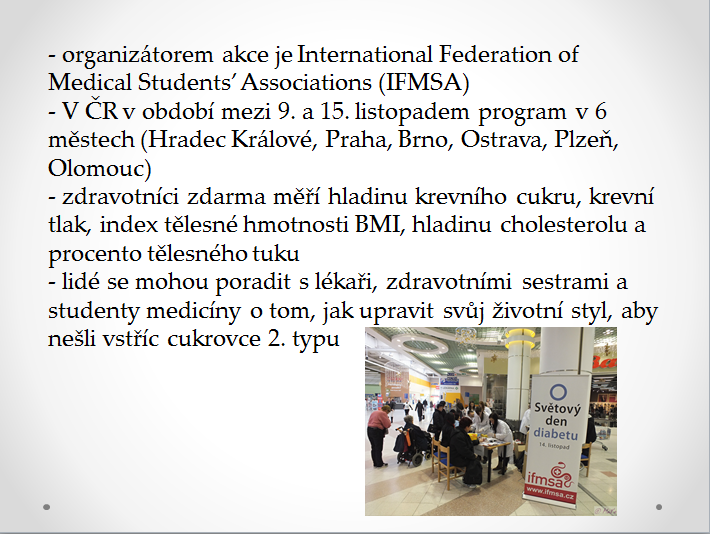 - organizátorem akce je International Federation of
Medical Students’ Associations (IFMSA)
- V ČR v období mezi 9. a 15. listopadem program v 6
městech (Hradec Králové, Praha, Brno, Ostrava, Plzeň,
Olomouc)
- zdravotníci zdarma měří hladinu krevního cukru, krevní
tlak, index tělesné hmotnosti BMI, hladinu cholesterolu a
procento tělesného tuku
- lidé se mohou poradit s lékaři, zdravotními sestrami a
studenty medicíny o tom, jak upravit svůj životní styl, aby
nešli vstříc cukrovce 2. typu
Světový
den
diabetu
14. listopad
ifmsa
www.ifmsa.cz